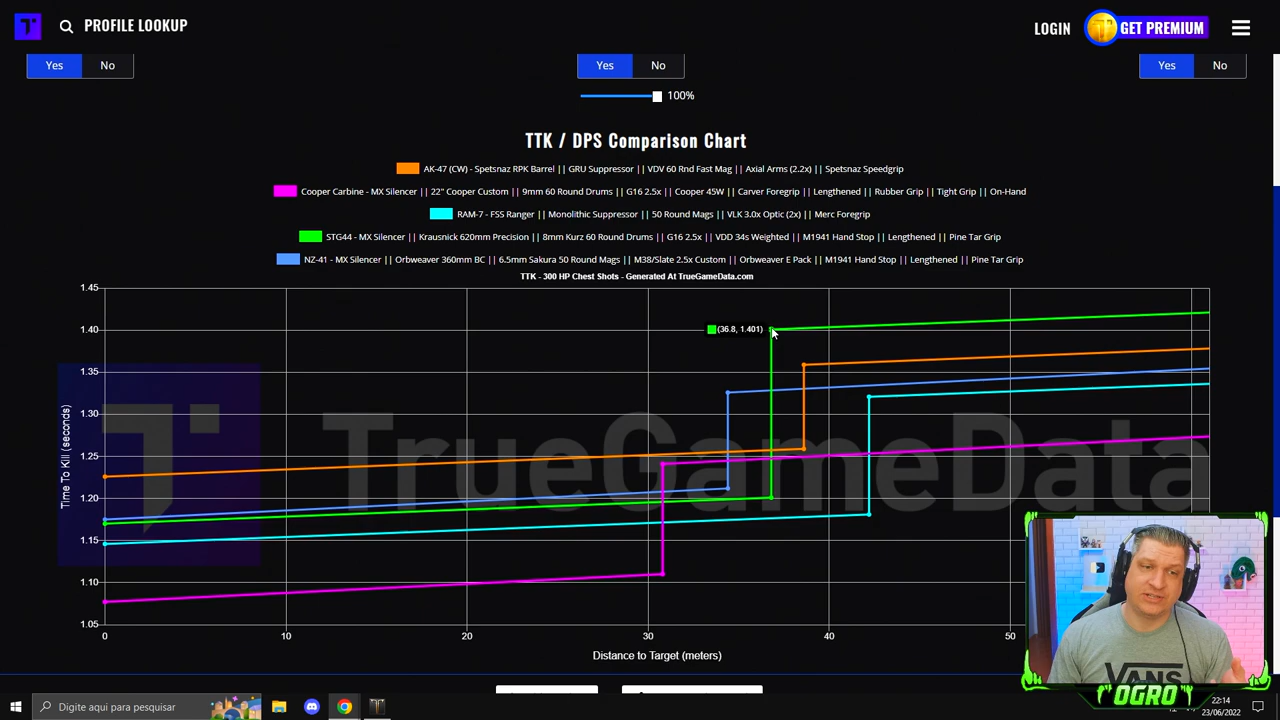 PROFILE LOOKUP
LOGIN
GET PREMIUM
Yes No
Yes No
Yes No
100%
TTK / DPS Comparison Chart
AK-47 (CW) - Spetsnaz RPK Barrel || GRU Suppressor || VDV 60 Rnd Fast Mag || Axial Arms (2.2x) || Spetsnaz Speedgrip
Cooper Carbine - MX Silencer || 22" Cooper Custom || 9mm 60 Round Drums || G16 2.5x || Cooper 45W || Carver Foregrip || Lengthened || Rubber Grip || Tight Grip || On-Hand
RAM-7 - FSS Ranger || Monolithic Suppressor || 50 Round Mags || VLK 3.0x Optic (2x) || Merc Foregrip
STG44 - MX Silencer || Krausnick 620mm Precision || 8mm Kurz 60 Round Drums || G16 2.5x || VDD 34s Weighted || M1941 Hand Stop || Lengthened || Pine Tar Grip
NZ-41 - MX Silencer || Orbweaver 360mm BC || 6.5mm Sakura 50 Round Mags || M38/Slate 2.5x Custom || Orbweaver E Pack || M1941 Hand Stop || Lengthened || Pine Tar Grip
TTK - 300 HP Chest Shots - Generated At TrueGameData.com
1.45
1.40
1.35
1.30
1.25
1.20
1.15
1.10
1.05
Time To Kill (seconds)
(36.8, 1.401)
TrueGameData
0 10 20 30 40 50
Distance to Target (meters)
VANS
OGRO
Digite aqui para pesquisar
22:14
23/06/2022